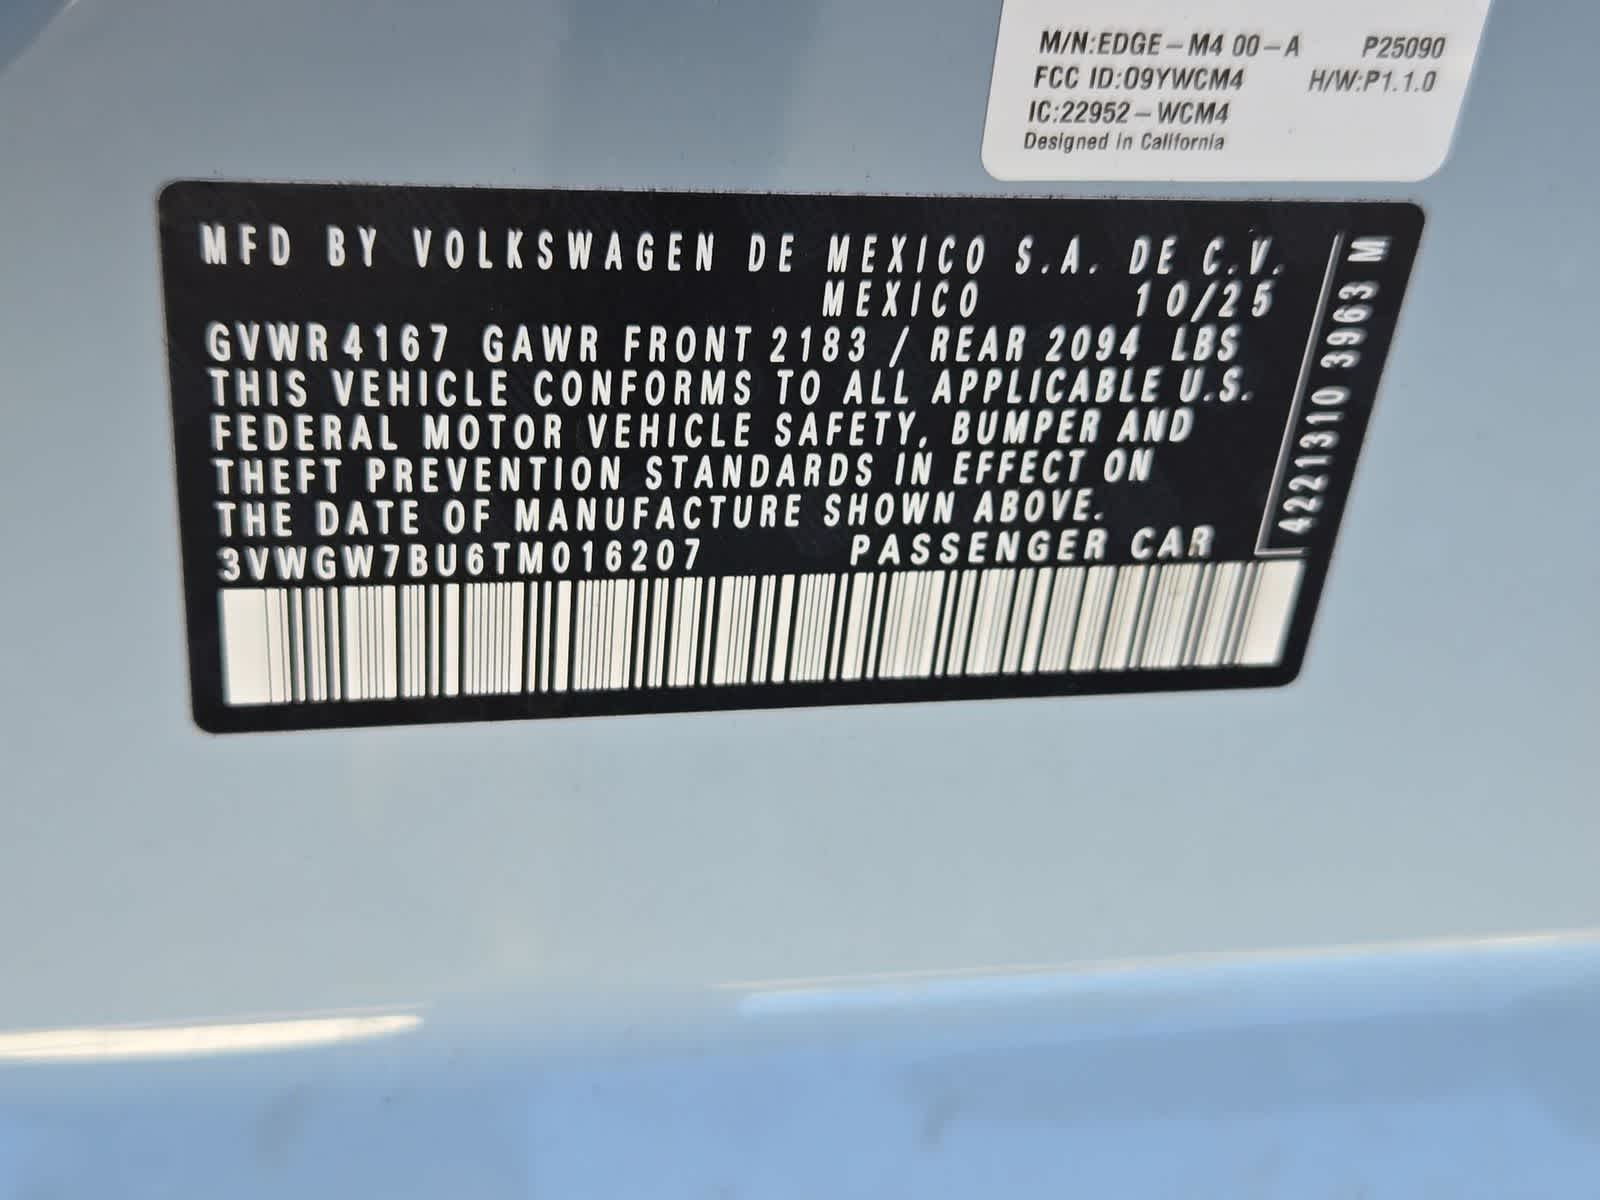 M/N:EDGE-M4 00-A P25090
FCC ID:O9YWCM4 H/W:P1.1.0
IC:22952-WCM4
Designed in California
MFD BY VOLKSWAGEN DE MEXICO S.A. DE C.V.
MEXICO 10/25
GVWR 4167 GAWR FRONT 2183 / REAR 2094 LBS
THIS VEHICLE CONFORMS TO ALL APPLICABLE U.S.
FEDERAL MOTOR VEHICLE SAFETY, BUMPER AND
THEFT PREVENTION STANDARDS IN EFFECT ON
THE DATE OF MANUFACTURE SHOWN ABOVE.
3VWGW7BU6TM016207 PASSENGER CAR
4221310 3963 M